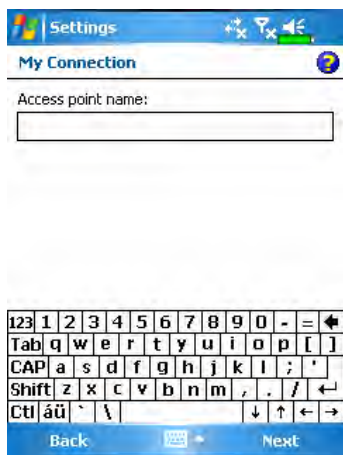 Settings
My Connection
Access point name:
123 1 2 3 4 5 6 7 8 9 0 - =
Tab q w e r t y u i o p [ ]
CAP a s d f g h j k l ; '
Shift z x c v b n m , . /
Ctl áü ` \
Back Next